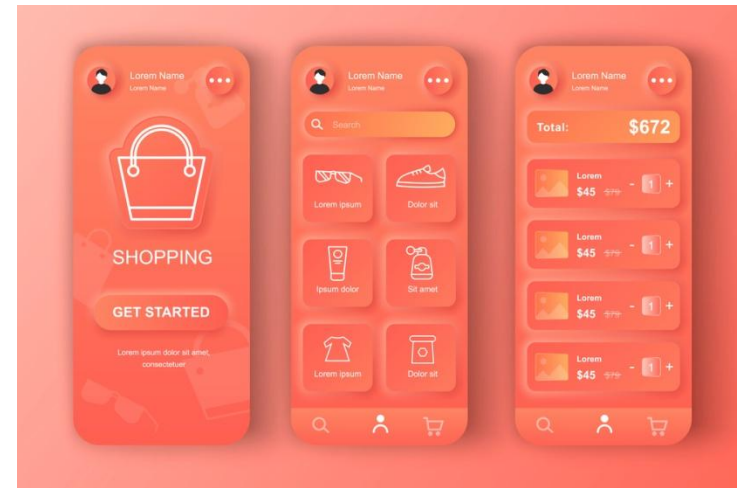 Lorem Name
Lorem Name
SHOPPING
GET STARTED
Lorem ipsum dolor sit amet,
consectetuer
Lorem Name
Lorem Name
Search
Lorem ipsum
Dolor sit
Ipsum dolor
Sit amet
Lorem ipsum
Dolor sit
Lorem Name
Lorem Name
Total: $672
Lorem
$45 $79 - 1 +
Lorem
$45 $79 - 1 +
Lorem
$45 $79 - 1 +
Lorem
$45 $79 - 1 +